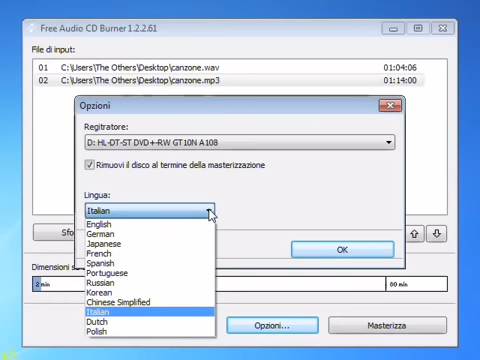 Free Audio CD Burner 1.2.2.61
File di input:
01 C:\Users\The Others\Desktop\canzone.wav 01:04:06
02 C:\Users\The Others\Desktop\canzone.mp3 01:14:00
Opzioni
Regitratore:
D: HL-DT-ST DVD+-RW GT10N A108
Rimuovi il disco al termine della masterizzazione
Lingua:
Italian
English
German
Japanese
French
Spanish
Portuguese
Russian
Korean
Chinese Simplified
Italian
Dutch
Polish
OK
Sfo
Dimensioni s
2 min 00 min
Opzioni... Masterizza